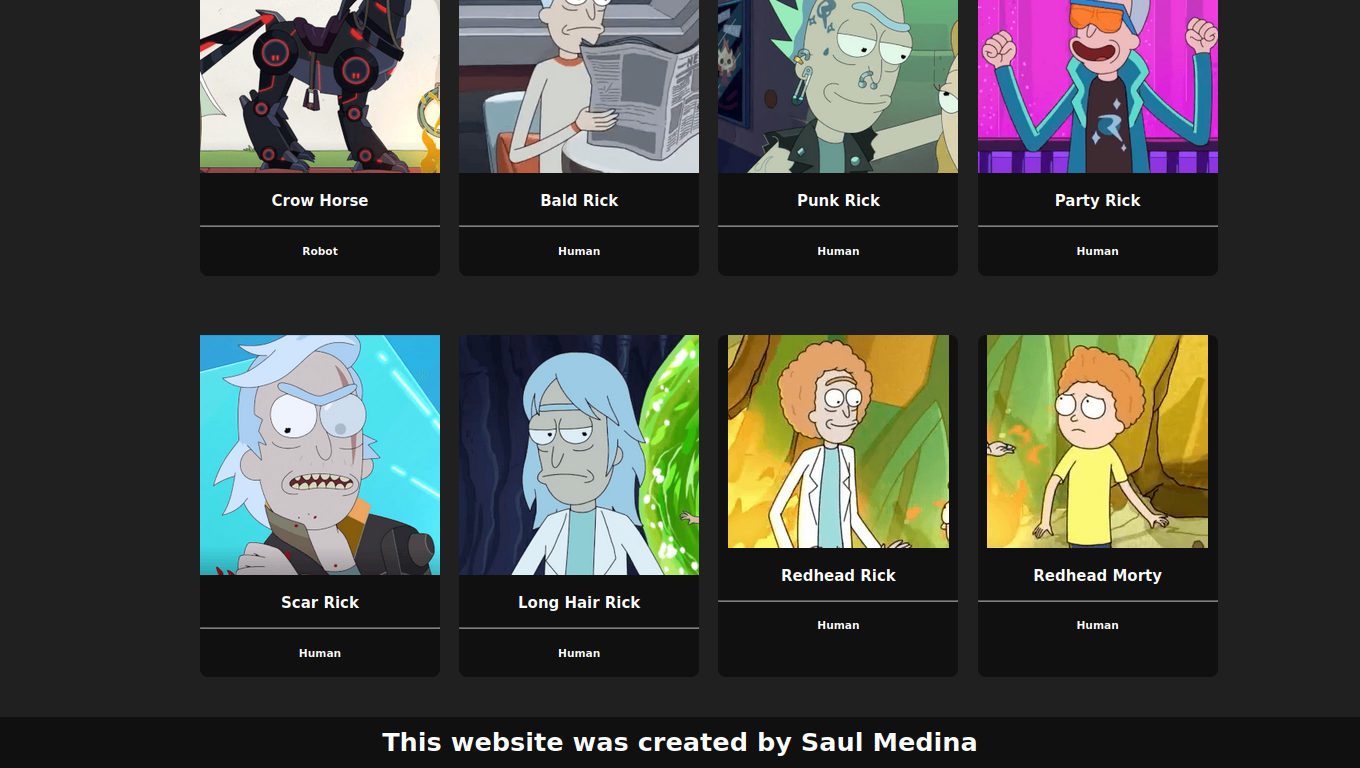 Crow Horse
Bald Rick
Punk Rick
Party Rick
Robot
Human
Human
Human
Scar Rick
Long Hair Rick
Redhead Rick
Redhead Morty
Human
Human
Human
Human
This website was created by Saul Medina